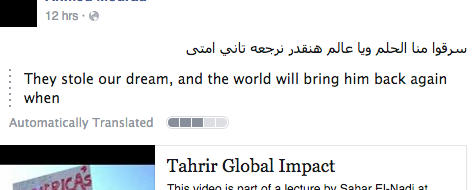 12 hrs ·
سرقوا منا الحلم ويا عالم هنقدر نرجعه تاني امتى
They stole our dream, and the world will bring him back again
when
Automatically Translated
AMERICA'S
Tahrir Global Impact
This video is part of a lecture by Sahar El-Nadi at